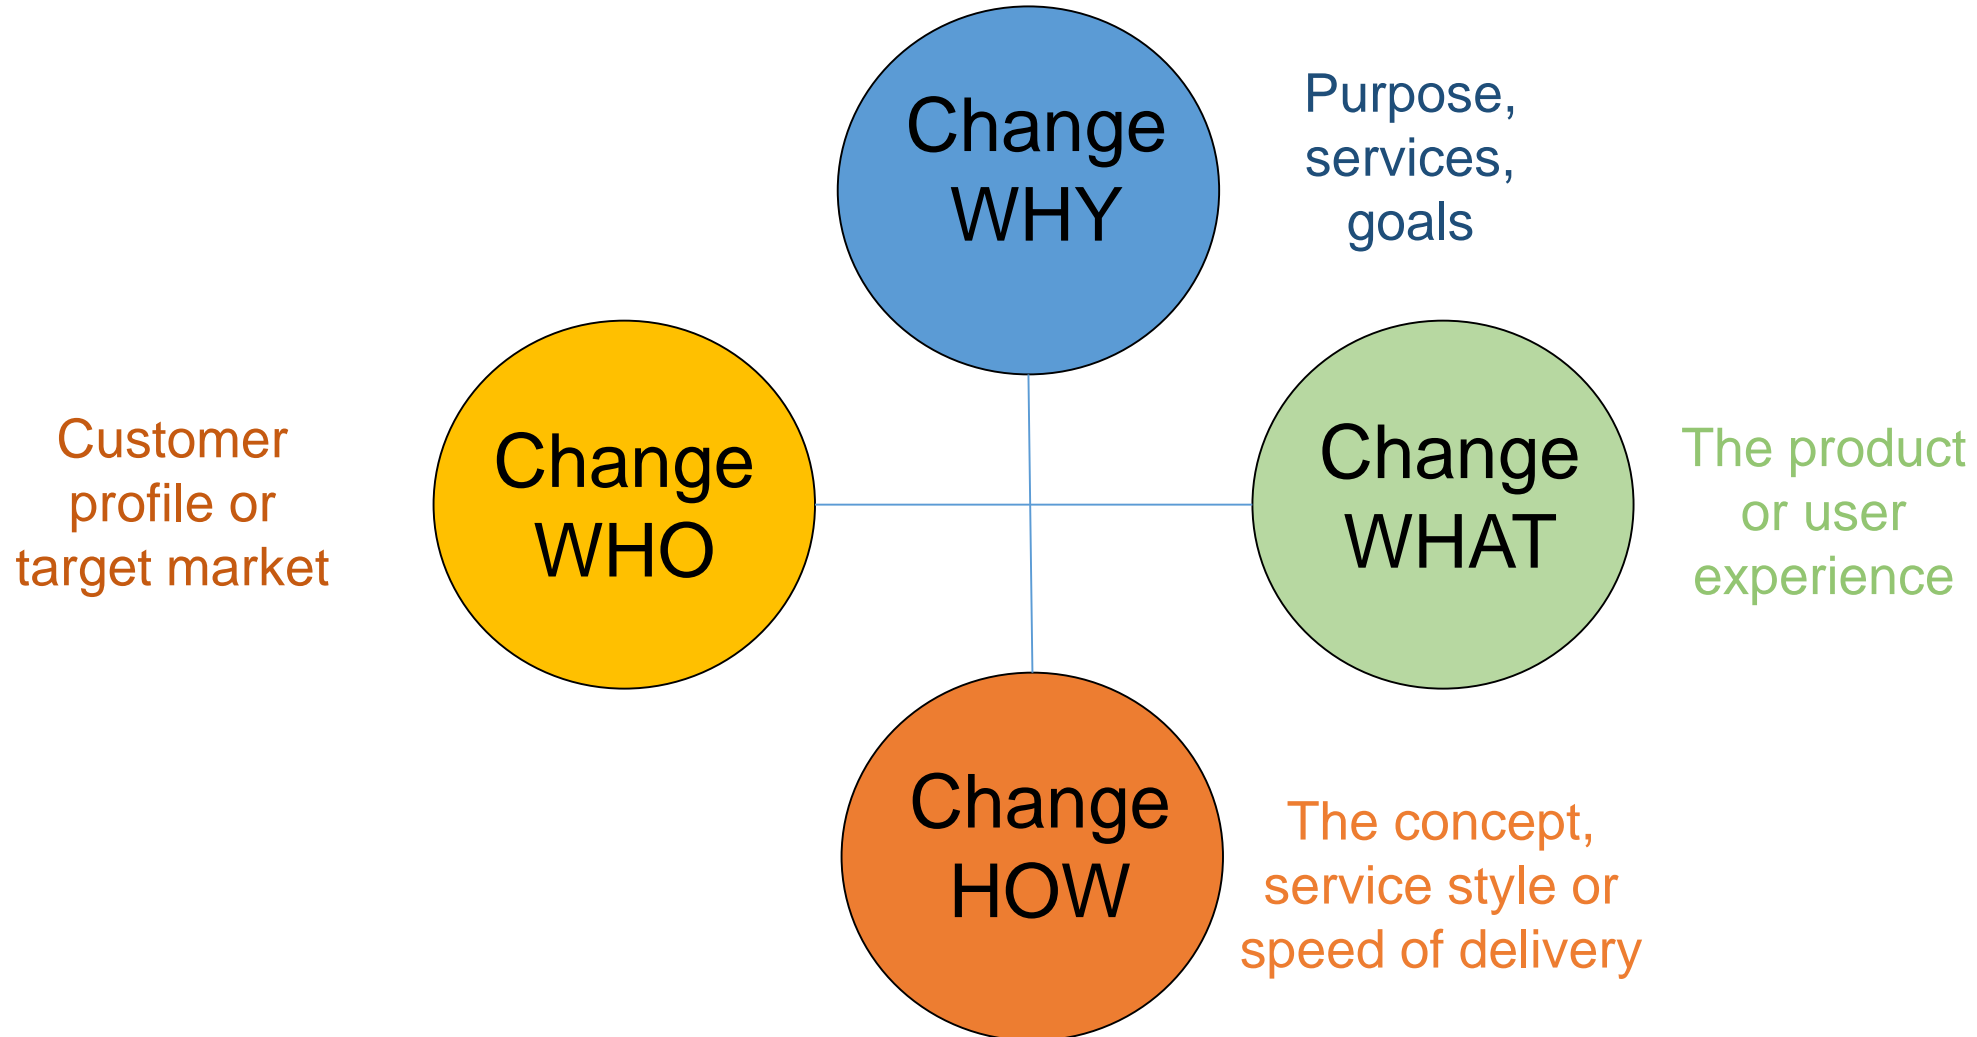 Change
WHY
Purpose,
services,
goals
Customer
profile or
target market
Change
WHO
Change
WHAT
The product
or user
experience
Change
HOW
The concept,
service style or
speed of delivery